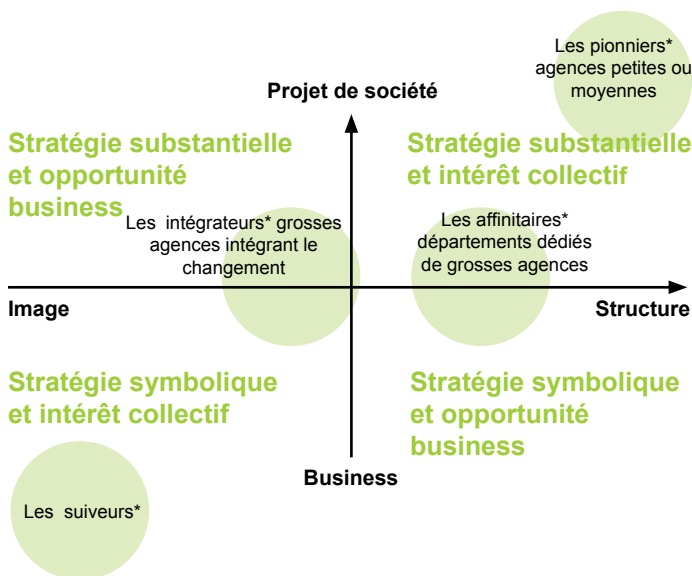 Les pionniers*
agences petites ou
moyennes
Projet de société
Stratégie substantielle
et opportunité
business
Stratégie substantielle
et intérêt collectif
Les intégrateurs* grosses
agences intégrant le
changement
Les affinitaires*
départements dédiés
de grosses agences
Image
Structure
Stratégie symbolique
et intérêt collectif
Stratégie symbolique
et opportunité
business
Business
Les suiveurs*